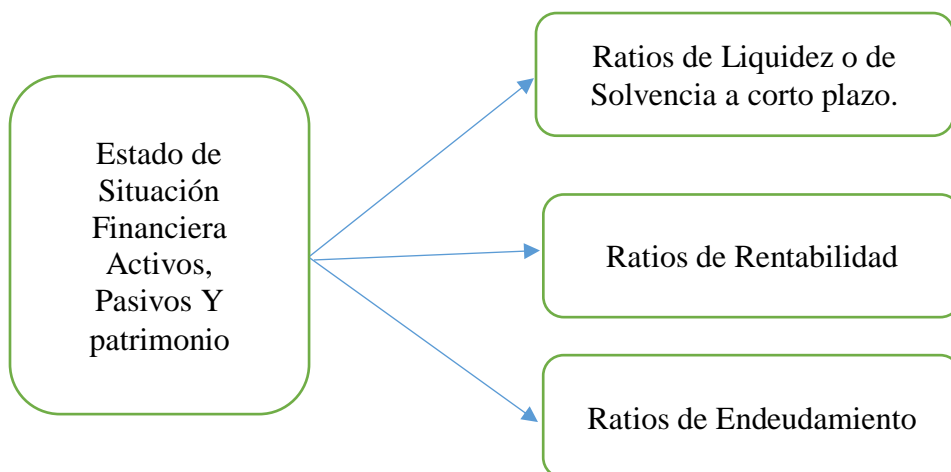 Estado de
Situación
Financiera
Activos,
Pasivos Y
patrimonio
Ratios de Liquidez o de
Solvencia a corto plazo.
Ratios de Rentabilidad
Ratios de Endeudamiento